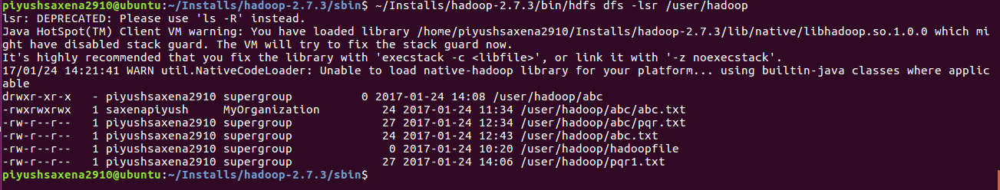 piyushsaxena2910@ubuntu:~/Installs/hadoop-2.7.3/sbin$ ~/Installs/hadoop-2.7.3/bin/hdfs dfs -lsr /user/hadoop
lsr: DEPRECATED: Please use 'ls -R' instead.
Java HotSpot(TM) Client VM warning: You have loaded library /home/piyushsaxena2910/Installs/hadoop-2.7.3/lib/native/libhadoop.so.1.0.0 which mi
ght have disabled stack guard. The VM will try to fix the stack guard now.
It's highly recommended that you fix the library with 'execstack -c <libfile>', or link it with '-z noexecstack'.
17/01/24 14:21:41 WARN util.NativeCodeLoader: Unable to load native-hadoop library for your platform... using builtin-java classes where applic
able
drwxr-xr-x   - piyushsaxena2910 supergroup          0 2017-01-24 14:08 /user/hadoop/abc
-rwxrwxrwx   1 saxenapiyush     MyOrganization         24 2017-01-24 11:34 /user/hadoop/abc/abc.txt
-rw-r--r--   1 piyushsaxena2910 supergroup             27 2017-01-24 12:34 /user/hadoop/abc/pqr.txt
-rw-r--r--   1 piyushsaxena2910 supergroup             24 2017-01-24 12:43 /user/hadoop/abc.txt
-rw-r--r--   1 piyushsaxena2910 supergroup              0 2017-01-24 10:20 /user/hadoop/hadoopfile
-rw-r--r--   1 piyushsaxena2910 supergroup             27 2017-01-24 14:06 /user/hadoop/pqr1.txt
piyushsaxena2910@ubuntu:~/Installs/hadoop-2.7.3/sbin$